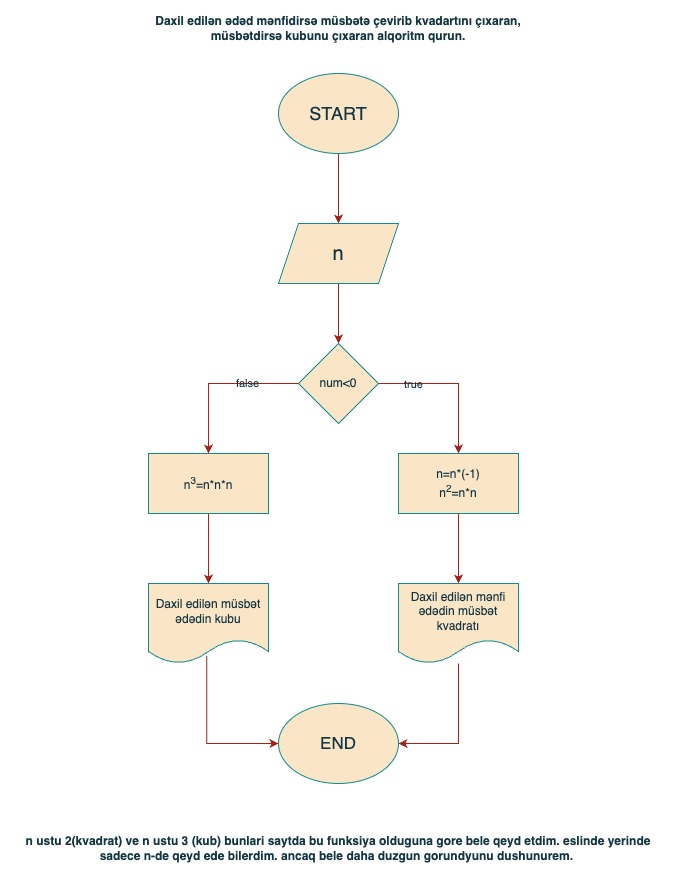 Daxil edilən ədəd mənfidirsə müsbətə çevirib kvadartını çıxaran,
müsbətdirsə kubunu çıxaran alqoritm qurun.
START
n
num<0
false
true
n³=n*n*n
n=n*(-1)
n²=n*n
Daxil edilən müsbət
ədədin kubu
Daxil edilən mənfi
ədədin müsbət
kvadratı
END
n ustu 2(kvadrat) ve n ustu 3 (kub) bunlari saytda bu funksiya olduguna gore bele qeyd etdim. eslinde yerinde
sadece n-de qeyd ede bilerdim. ancaq bele daha duzgun gorundyunu dushunurem.